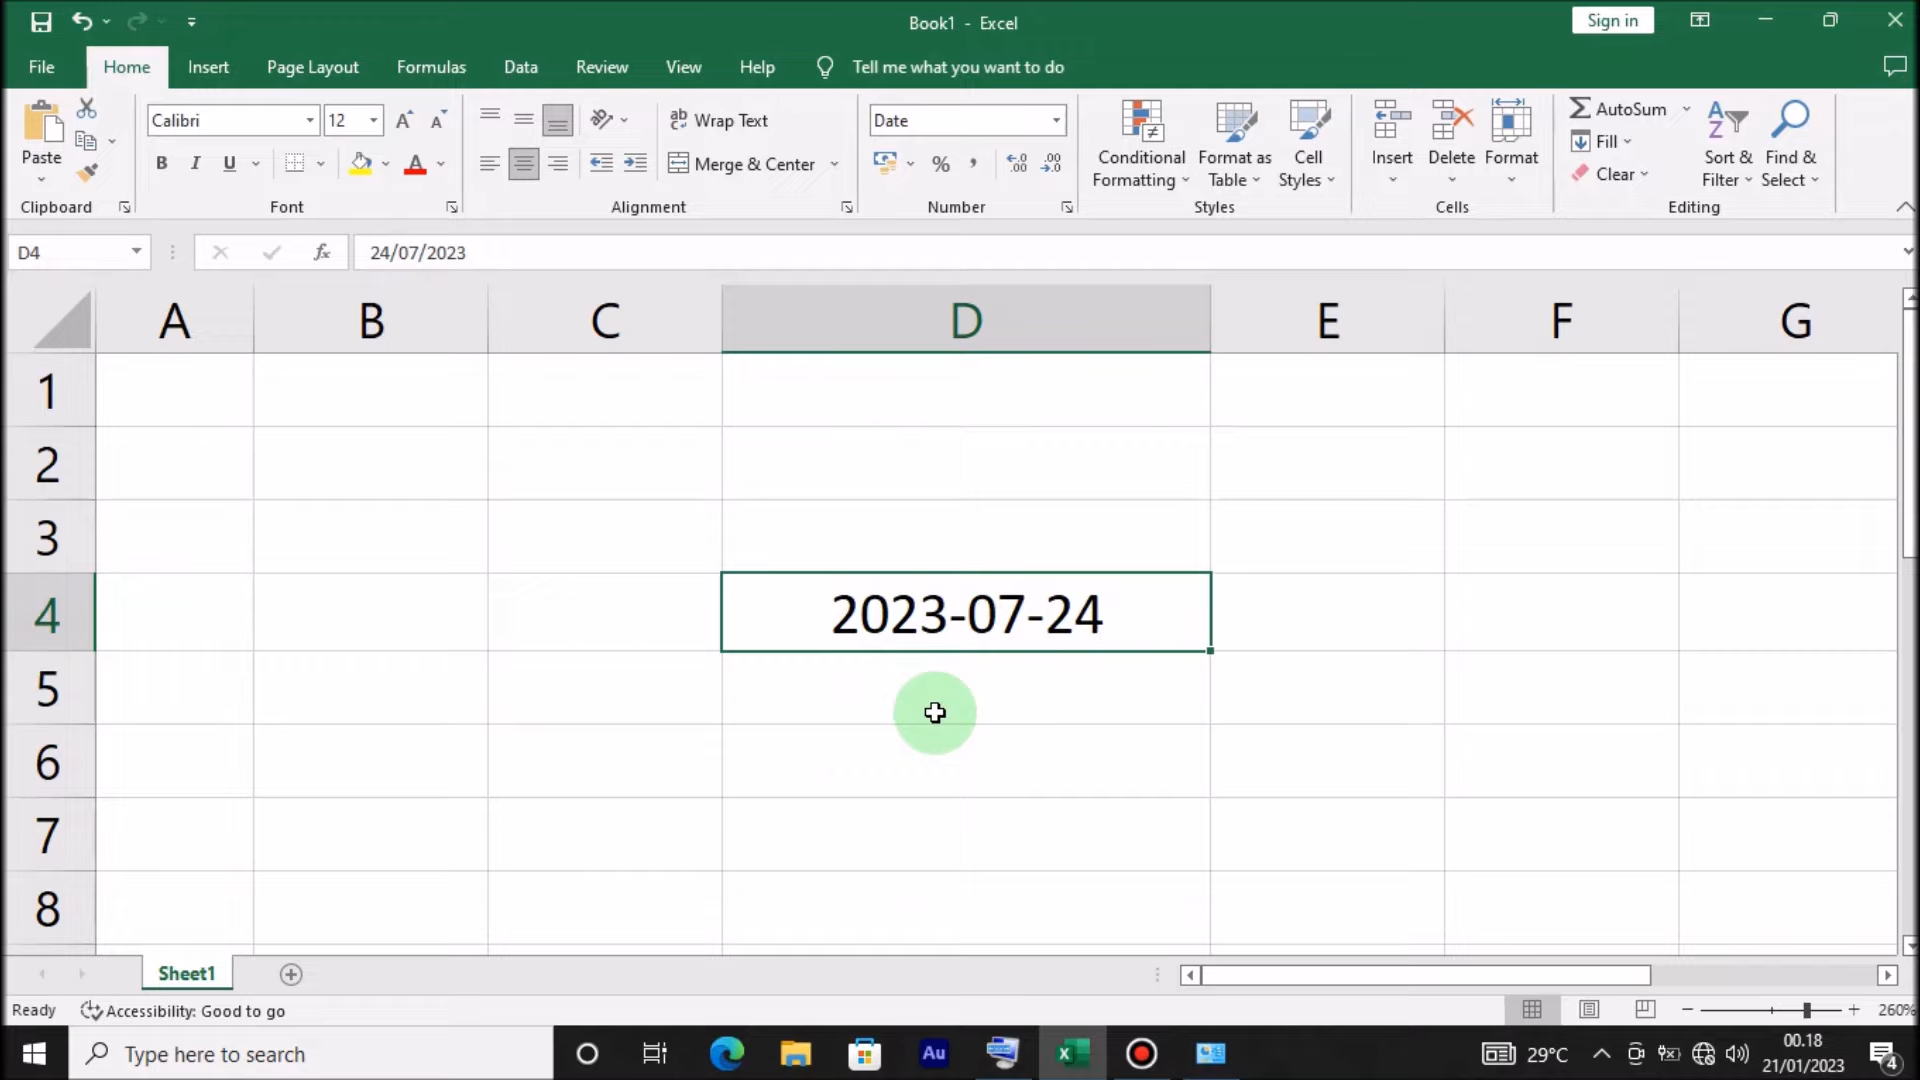 Book1 - Excel
Sign in
File Home Insert Page Layout Formulas Data Review View Help Tell me what you want to do
Calibri 12 ab Wrap Text Date AutoSum
Paste B I U A Merge & Center % , Conditional Formatting Format as Table Cell Styles Insert Delete Format Fill Clear Sort & Filter Find & Select
Clipboard Font Alignment Number Styles Cells Editing
D4 fx 24/07/2023
A B C D E F G
1
2
3
4 2023-07-24
5
6
7
8
Sheet1
Ready Accessibility: Good to go 260%
Type here to search Au 29°C 00.18
21/01/2023 4